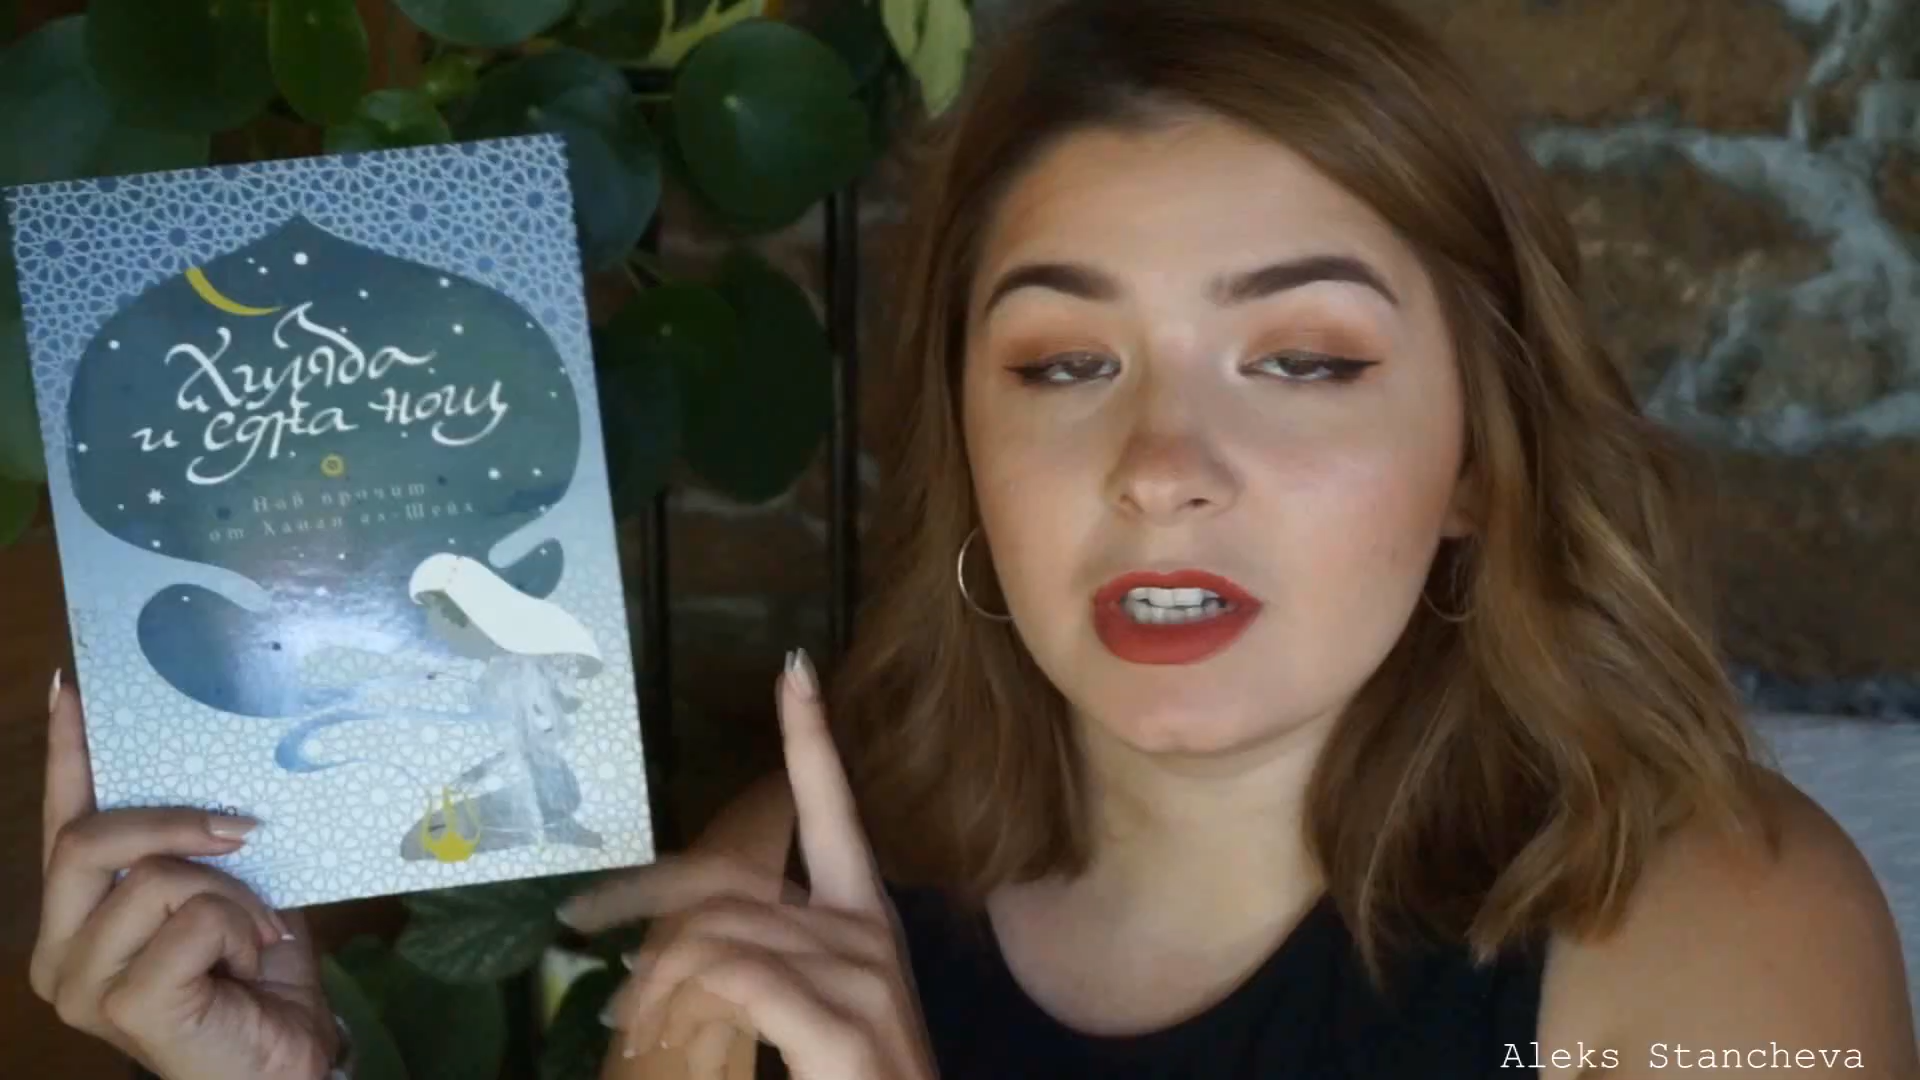 Хиляда
и една нощ
Нов прочит
от Ханан ал-Шейх
Aleks Stancheva